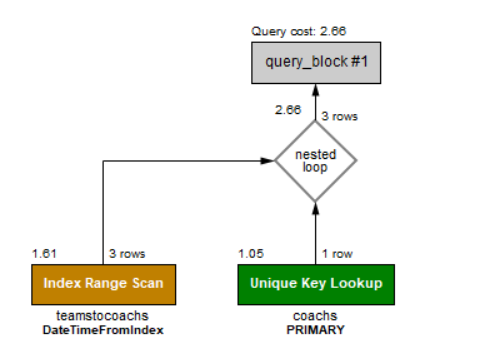 Query cost: 2.66
query_block #1
2.66
3 rows
nested
loop
1.61
3 rows
1.05
1 row
Index Range Scan
Unique Key Lookup
teamstocoachs
coachs
DateTimeFromIndex
PRIMARY